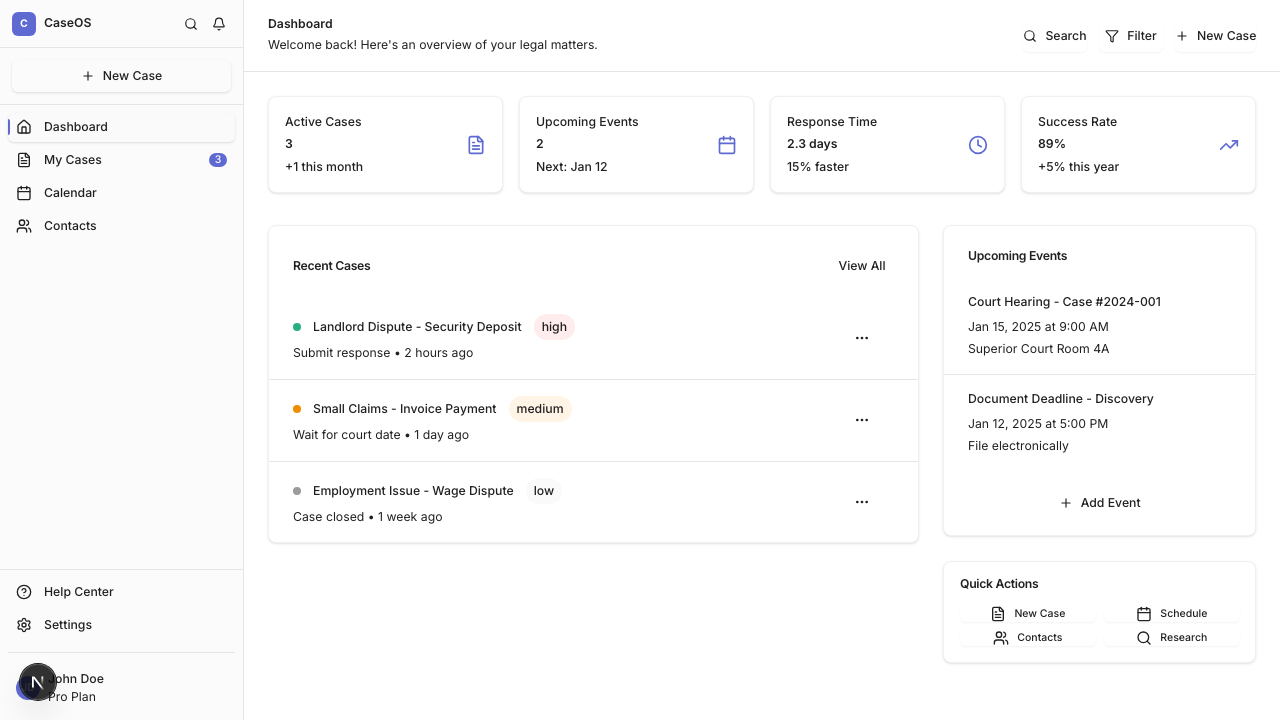 C
CaseOS
New Case
Dashboard
My Cases
3
Calendar
Contacts
Help Center
Settings
N
John Doe
Pro Plan
Dashboard
Welcome back! Here's an overview of your legal matters.
Search
Filter
New Case
Active Cases
3
+1 this month
Upcoming Events
2
Next: Jan 12
Response Time
2.3 days
15% faster
Success Rate
89%
+5% this year
Recent Cases
View All
Landlord Dispute - Security Deposit
high
Submit response • 2 hours ago
Small Claims - Invoice Payment
medium
Wait for court date • 1 day ago
Employment Issue - Wage Dispute
low
Case closed • 1 week ago
Upcoming Events
Court Hearing - Case #2024-001
Jan 15, 2025 at 9:00 AM
Superior Court Room 4A
Document Deadline - Discovery
Jan 12, 2025 at 5:00 PM
File electronically
Add Event
Quick Actions
New Case
Schedule
Contacts
Research